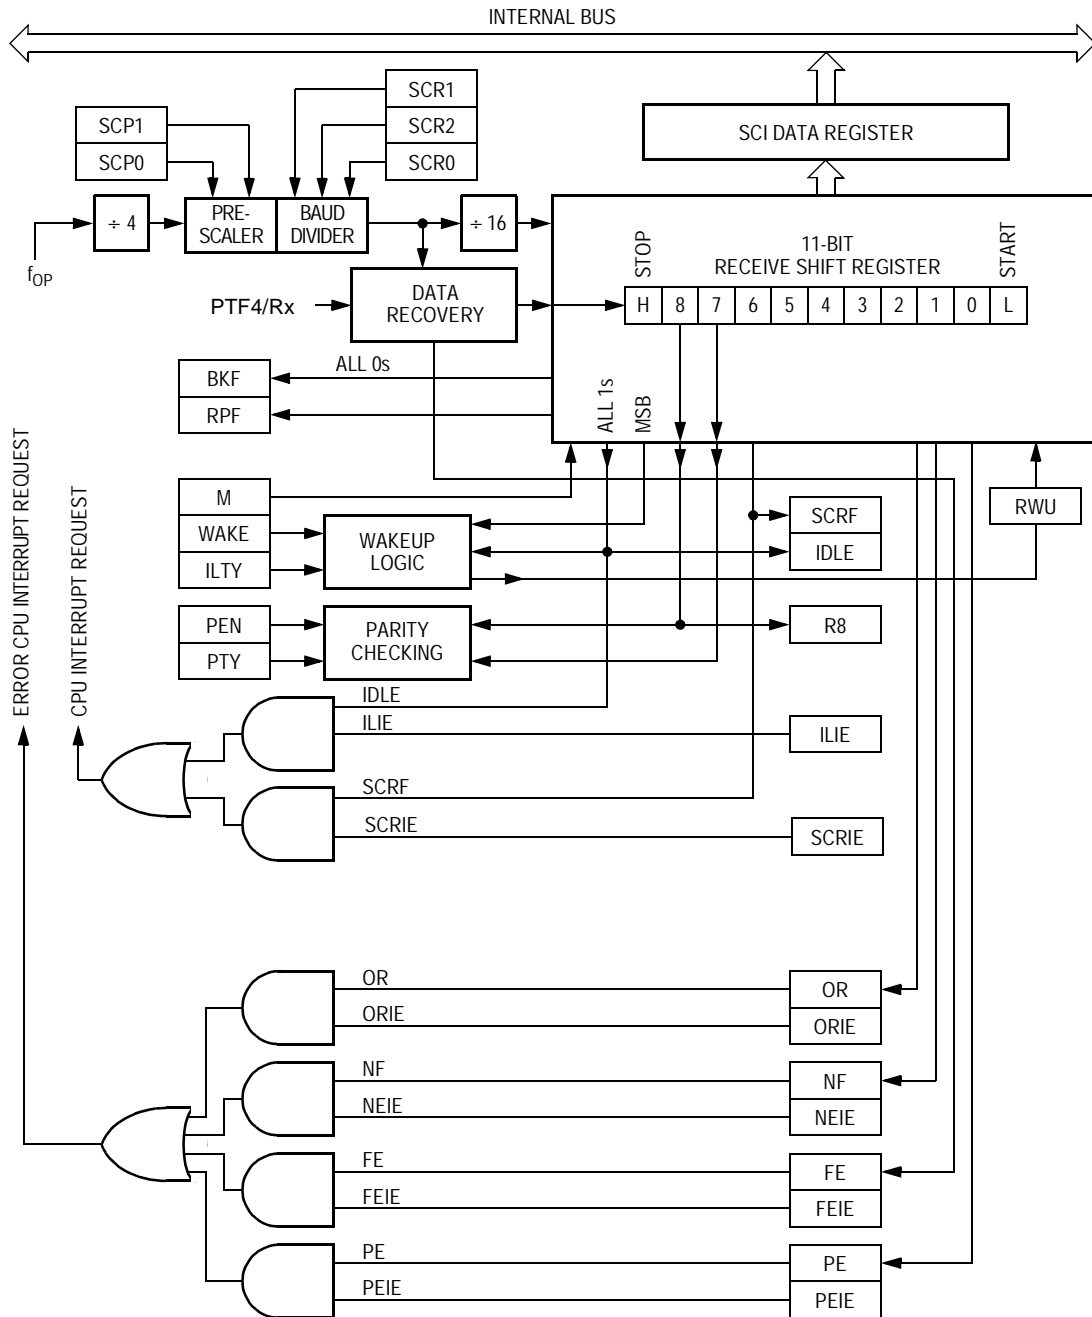 INTERNAL BUS
SCR1
SCR2
SCR0
SCP1
SCP0
SCI DATA REGISTER
÷ 4
PRE-
SCALER
BAUD
DIVIDER
÷ 16
fOP
STOP
11-BIT
RECEIVE SHIFT REGISTER
START
PTF4/Rx
DATA
RECOVERY
H 8 7 6 5 4 3 2 1 0 L
ALL 0s
BKF
RPF
ALL 1s
MSB
ERROR CPU INTERRUPT REQUEST
CPU INTERRUPT REQUEST
M
WAKE
ILTY
WAKEUP
LOGIC
SCRF
IDLE
RWU
PEN
PTY
PARITY
CHECKING
R8
IDLE
ILIE
ILIE
SCRF
SCRIE
SCRIE
OR
ORIE
OR
ORIE
NF
NEIE
NF
NEIE
FE
FEIE
FE
FEIE
PE
PEIE
PE
PEIE